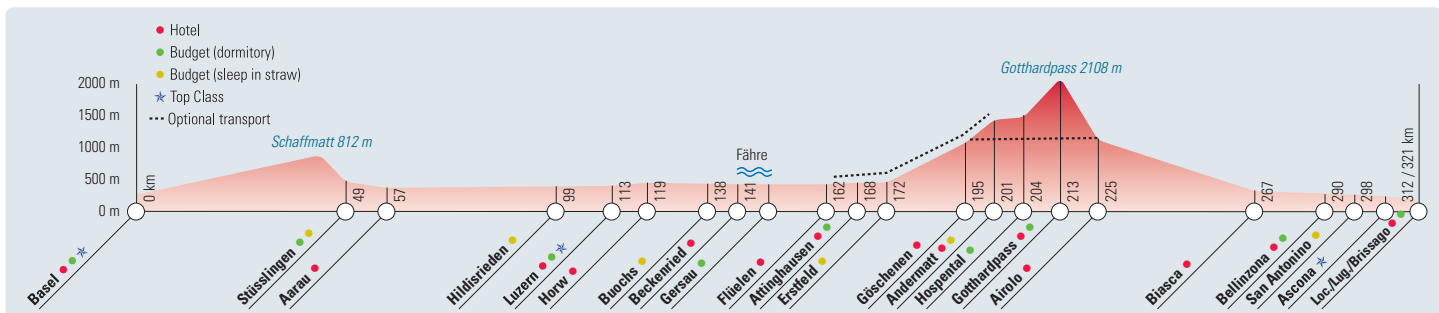 Hotel
Budget (dormitory)
Budget (sleep in straw)
Top Class
Optional transport
2000 m
1500 m
1000 m
500 m
0 m
Schaffmatt 812 m
Gotthardpass 2108 m
Fähre
0 km
49
57
99
113
119
138
141
162
168
172
195
201
204
213
225
267
290
298
312 / 321 km
Basel
Stüsslingen
Aarau
Hildisrieden
Luzern
Horw
Buochs
Beckenried
Gersau
Flüelen
Attinghausen
Erstfeld
Göschenen
Andermatt
Hospental
Gotthardpass
Airolo
Biasca
Bellinzona
San Antonino
Ascona
Loc./Lug/Brissago